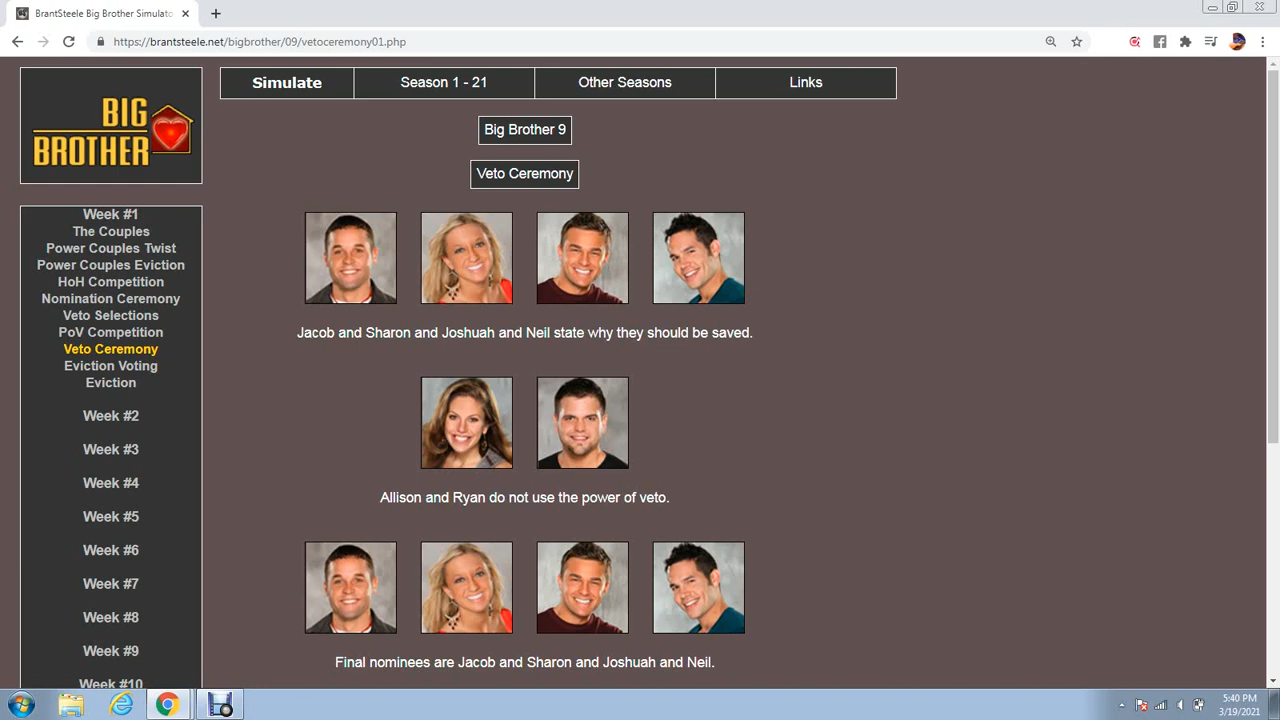 BrantSteele Big Brother Simulato
https://brantsteele.net/bigbrother/09/vetoceremony01.php
BIG
BROTHER
Simulate
Season 1 - 21
Other Seasons
Links
Big Brother 9
Veto Ceremony
Week #1
The Couples
Power Couples Twist
Power Couples Eviction
HoH Competition
Nomination Ceremony
Veto Selections
PoV Competition
Veto Ceremony
Eviction Voting
Eviction
Week #2
Week #3
Week #4
Week #5
Week #6
Week #7
Week #8
Week #9
Week #10
Jacob and Sharon and Joshuah and Neil state why they should be saved.
Allison and Ryan do not use the power of veto.
Final nominees are Jacob and Sharon and Joshuah and Neil.
5:40 PM
3/19/2021